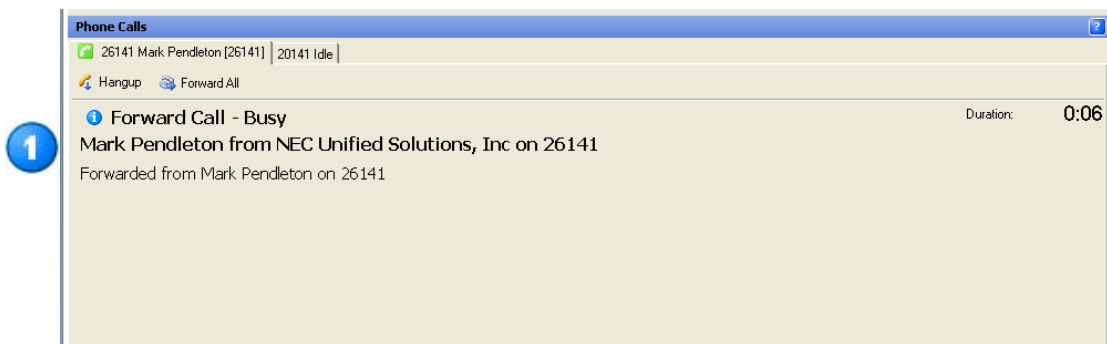 Phone Calls ?
26141 Mark Pendleton [26141] 20141 Idle
Hangup Forward All
Forward Call - Busy Duration: 0:06
1 Mark Pendleton from NEC Unified Solutions, Inc on 26141
Forwarded from Mark Pendleton on 26141